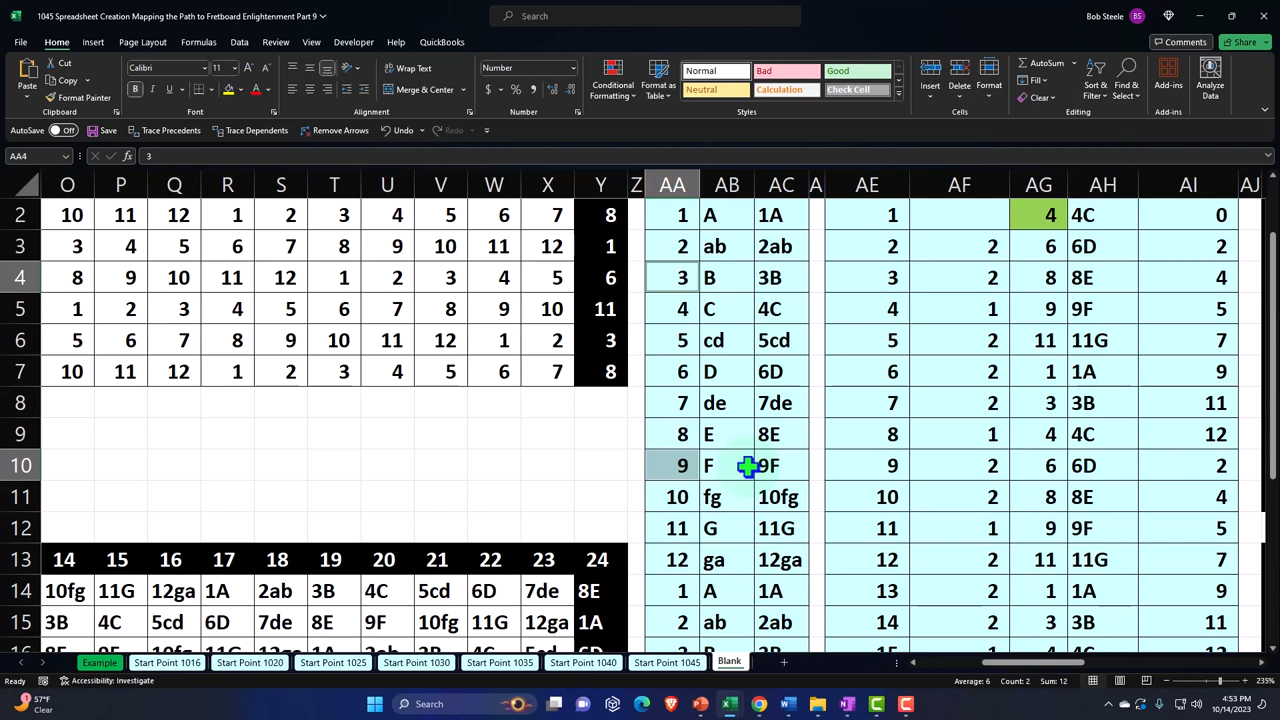 1045 Spreadsheet Creation Mapping the Path to Fretboard Enlightenment Part 9
Search
Bob Steele BS
File Home Insert Page Layout Formulas Data Review View Developer Automate Help QuickBooks
Comments Share
Paste Cut Copy Format Painter Clipboard
Calibri 11 B I U Font
Wrap Text Merge & Center Alignment
Number $ % , Number
Conditional Formatting Format as Table
Normal Bad Good
Neutral Calculation Check Cell
Styles
Insert Delete Format Cells
AutoSum Fill Clear Sort & Filter Find & Select Editing
Add-ins Add-ins
Analyze Data
AutoSave Off Save Trace Precedents Trace Dependents Remove Arrows Undo Redo
AA4 fx 3
O P Q R S T U V W X Y Z AA AB AC A AE AF AG AH AI AJ
2 10 11 12 1 2 3 4 5 6 7 8 1 A 1A 1 4 4C 0
3 3 4 5 6 7 8 9 10 11 12 1 2 ab 2ab 2 2 6 6D 2
4 8 9 10 11 12 1 2 3 4 5 6 3 B 3B 3 2 8 8E 4
5 1 2 3 4 5 6 7 8 9 10 11 4 C 4C 4 1 9 9F 5
6 5 6 7 8 9 10 11 12 1 2 3 5 cd 5cd 5 2 11 11G 7
7 10 11 12 1 2 3 4 5 6 7 8 6 D 6D 6 2 1 1A 9
8 7 de 7de 7 2 3 3B 11
9 8 E 8E 8 1 4 4C 12
10 9 F 9F 9 2 6 6D 2
11 10 fg 10fg 10 2 8 8E 4
12 11 G 11G 11 1 9 9F 5
13 14 15 16 17 18 19 20 21 22 23 24 12 ga 12ga 12 2 11 11G 7
14 10fg 11G 12ga 1A 2ab 3B 4C 5cd 6D 7de 8E 1 A 1A 13 2 1 1A 9
15 3B 4C 5cd 6D 7de 8E 9F 10fg 11G 12ga 1A 2 ab 2ab 14 2 3 3B 11
Example Start Point 1016 Start Point 1020 Start Point 1025 Start Point 1030 Start Point 1035 Start Point 1040 Start Point 1045 Blank
Ready Accessibility: Investigate Average: 6 Count: 2 Sum: 12 235%
57°F
Clear
Search
4:53 PM
10/14/2023